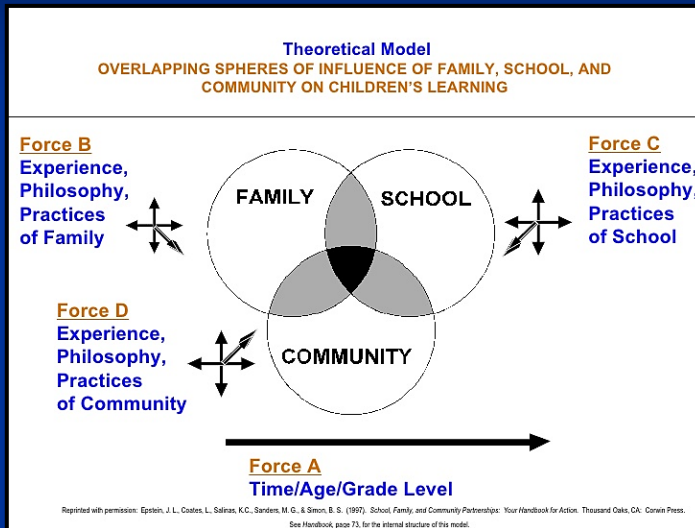 Theoretical Model
OVERLAPPING SPHERES OF INFLUENCE OF FAMILY, SCHOOL, AND
COMMUNITY ON CHILDREN'S LEARNING
Force B
Experience,
Philosophy,
Practices
of Family
FAMILY
SCHOOL
Force C
Experience,
Philosophy,
Practices
of School
Force D
Experience,
Philosophy,
Practices
of Community
COMMUNITY
Force A
Time/Age/Grade Level
Reprinted with permission: Epstein, J. L., Coates, L., Salinas, K.C., Sanders, M. G., & Simon, B. S. (1997). School, Family, and Community Partnerships: Your Handbook for Action. Thousand Oaks, CA: Corwin Press.
See Handbook, page 73, for the internal structure of this model.